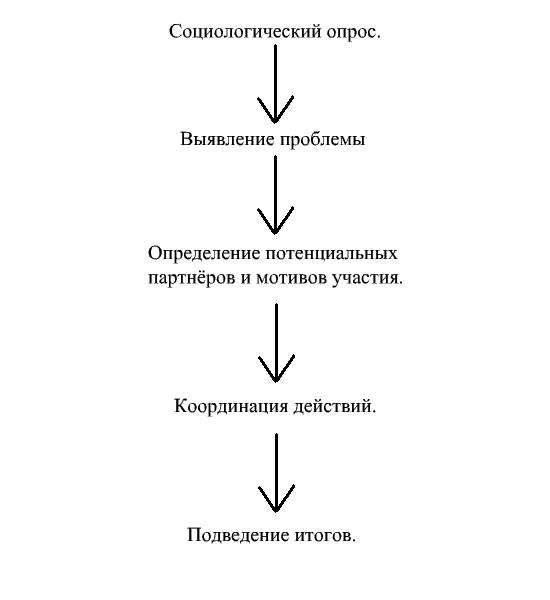 Социологический опрос.
Выявление проблемы
Определение потенциальных
партнёров и мотивов участия.
Координация действий.
Подведение итогов.